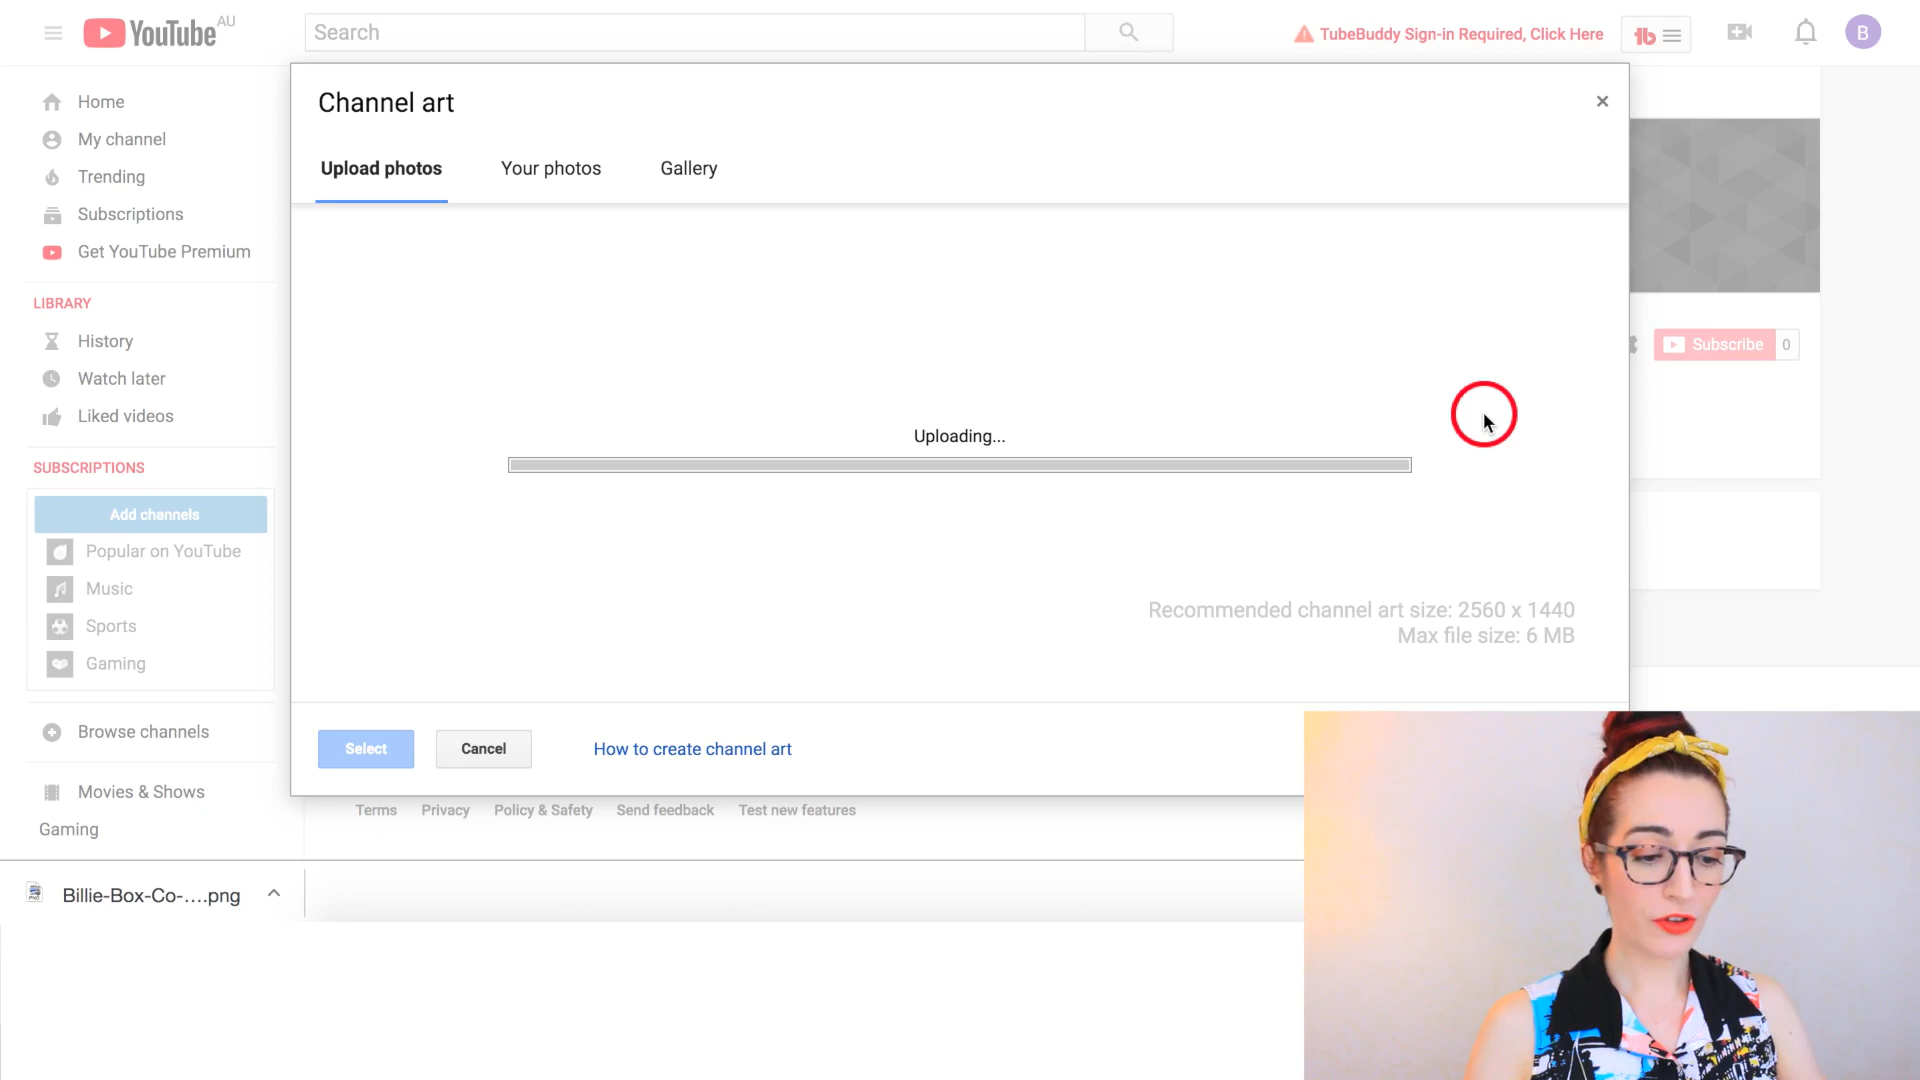 YouTube AU
Search
TubeBuddy Sign-in Required, Click Here
tb
B
Home
My channel
Trending
Subscriptions
Get YouTube Premium
LIBRARY
History
Watch later
Liked videos
SUBSCRIPTIONS
Add channels
Popular on YouTube
Music
Sports
Gaming
Browse channels
Movies & Shows
Gaming
Channel art
×
Upload photos Your photos Gallery
Uploading...
Recommended channel art size: 2560 x 1440
Max file size: 6 MB
Select Cancel How to create channel art
Subscribe 0
Terms Privacy Policy & Safety Send feedback Test new features
Billie-Box-Co-....png